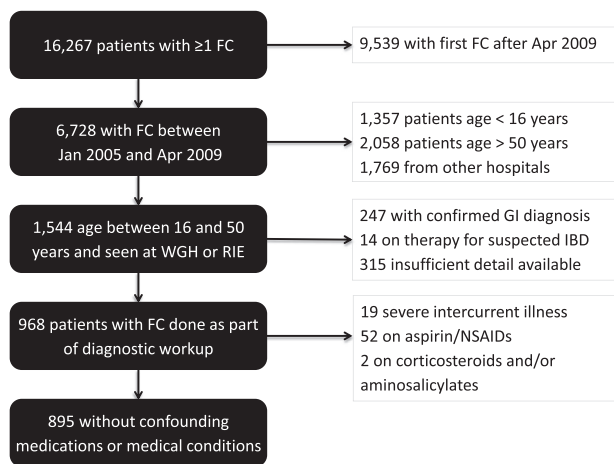 16,267 patients with ≥1 FC
9,539 with first FC after Apr 2009
6,728 with FC between
Jan 2005 and Apr 2009
1,357 patients age < 16 years
2,058 patients age > 50 years
1,769 from other hospitals
1,544 age between 16 and 50
years and seen at WGH or RIE
247 with confirmed GI diagnosis
14 on therapy for suspected IBD
315 insufficient detail available
968 patients with FC done as part
of diagnostic workup
19 severe intercurrent illness
52 on aspirin/NSAIDs
2 on corticosteroids and/or
aminosalicylates
895 without confounding
medications or medical conditions